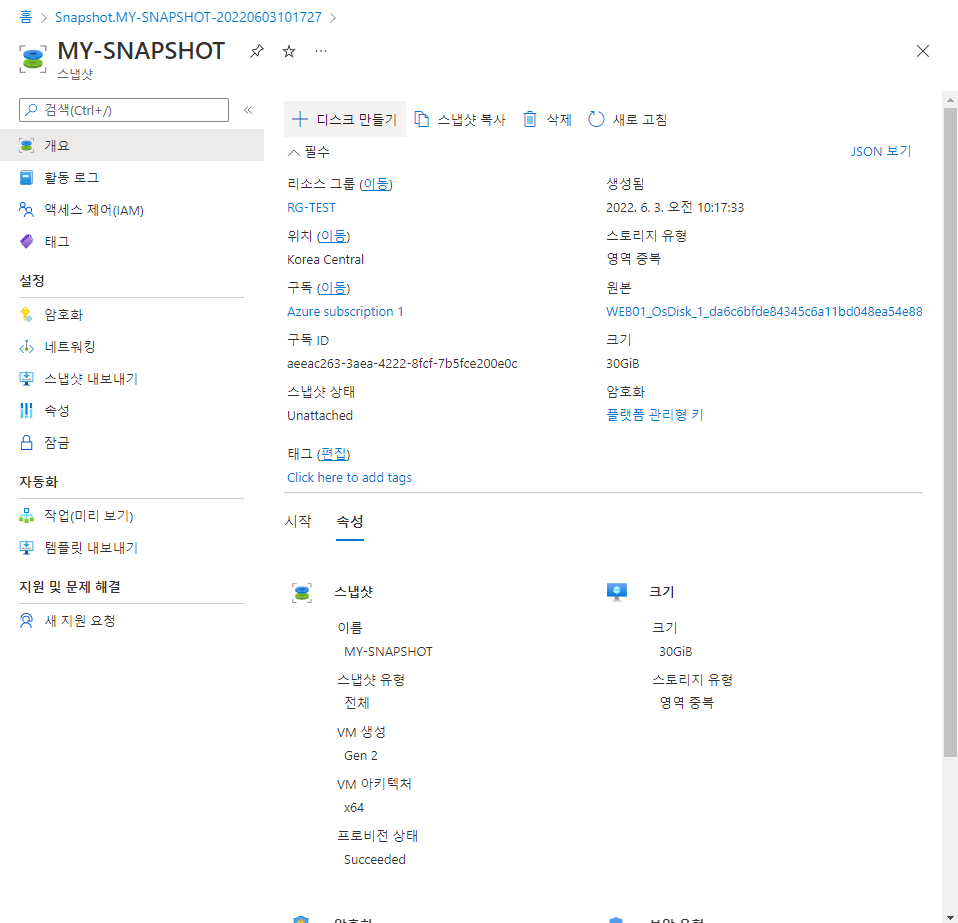 홈 > Snapshot.MY-SNAPSHOT-20220603101727 >
MY-SNAPSHOT
스냅샷
검색(Ctrl+/)
개요
활동 로그
액세스 제어(IAM)
태그
설정
암호화
네트워킹
스냅샷 내보내기
속성
잠금
자동화
작업(미리 보기)
템플릿 내보내기
지원 및 문제 해결
새 지원 요청
디스크 만들기 스냅샷 복사 삭제 새로 고침
필수 JSON 보기
리소스 그룹 (이동)
RG-TEST
위치 (이동)
Korea Central
구독 (이동)
Azure subscription 1
구독 ID
aeeac263-3aea-4222-8fcf-7b5fce200e0c
스냅샷 상태
Unattached
생성됨
2022. 6. 3. 오전 10:17:33
스토리지 유형
영역 중복
원본
WEB01_OsDisk_1_da6c6bfde84345c6a11bd048ea54e88
크기
30GiB
암호화
플랫폼 관리형 키
태그 (편집)
Click here to add tags
시작 속성
스냅샷
이름
MY-SNAPSHOT
스냅샷 유형
전체
VM 생성
Gen 2
VM 아키텍처
x64
프로비전 상태
Succeeded
크기
크기
30GiB
스토리지 유형
영역 중복